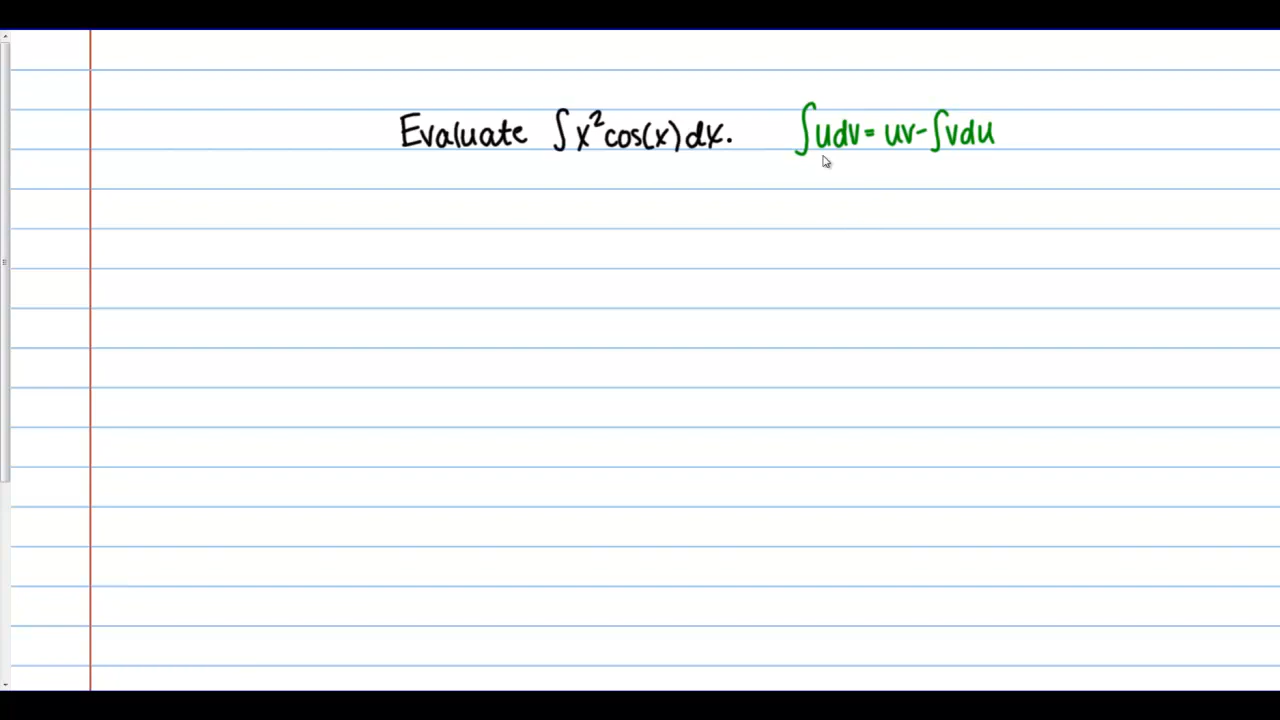 Evaluate ∫x²cos(x)dx. ∫udv = uv-∫vdu